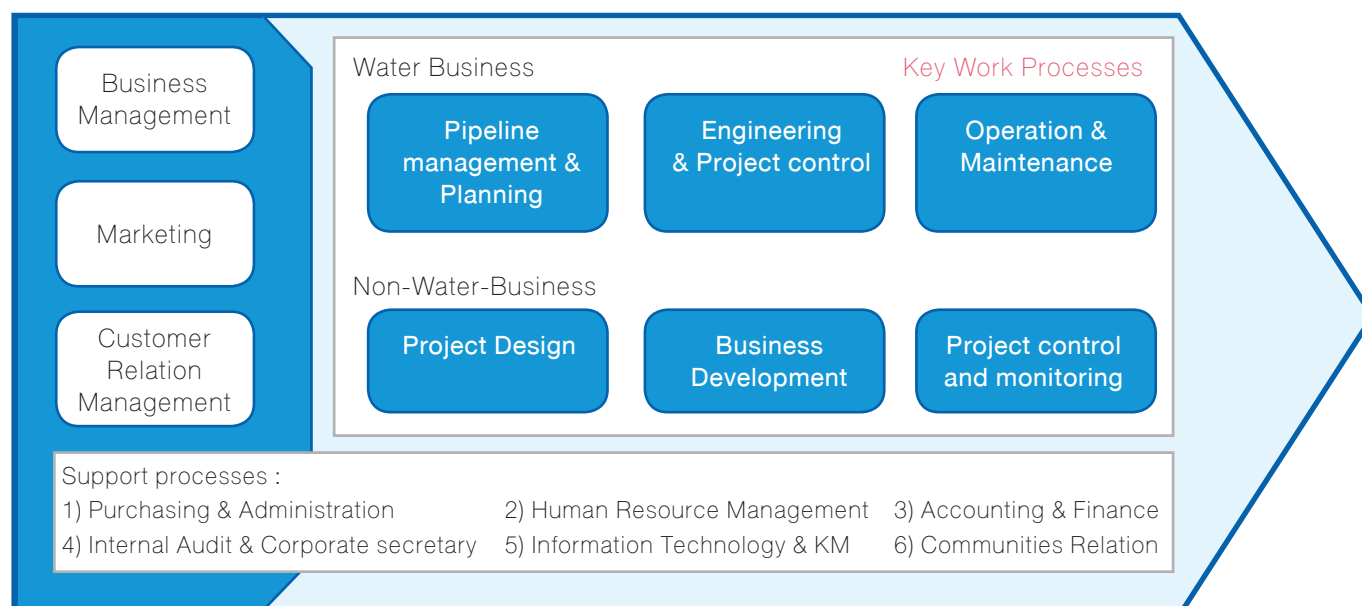 Business
Management
Marketing
Customer
Relation
Management
Water Business
Key Work Processes
Pipeline
management &
Planning
Engineering
& Project control
Operation &
Maintenance
Non-Water-Business
Project Design
Business
Development
Project control
and monitoring
Support processes :
1) Purchasing & Administration
2) Human Resource Management
3) Accounting & Finance
4) Internal Audit & Corporate secretary
5) Information Technology & KM
6) Communities Relation